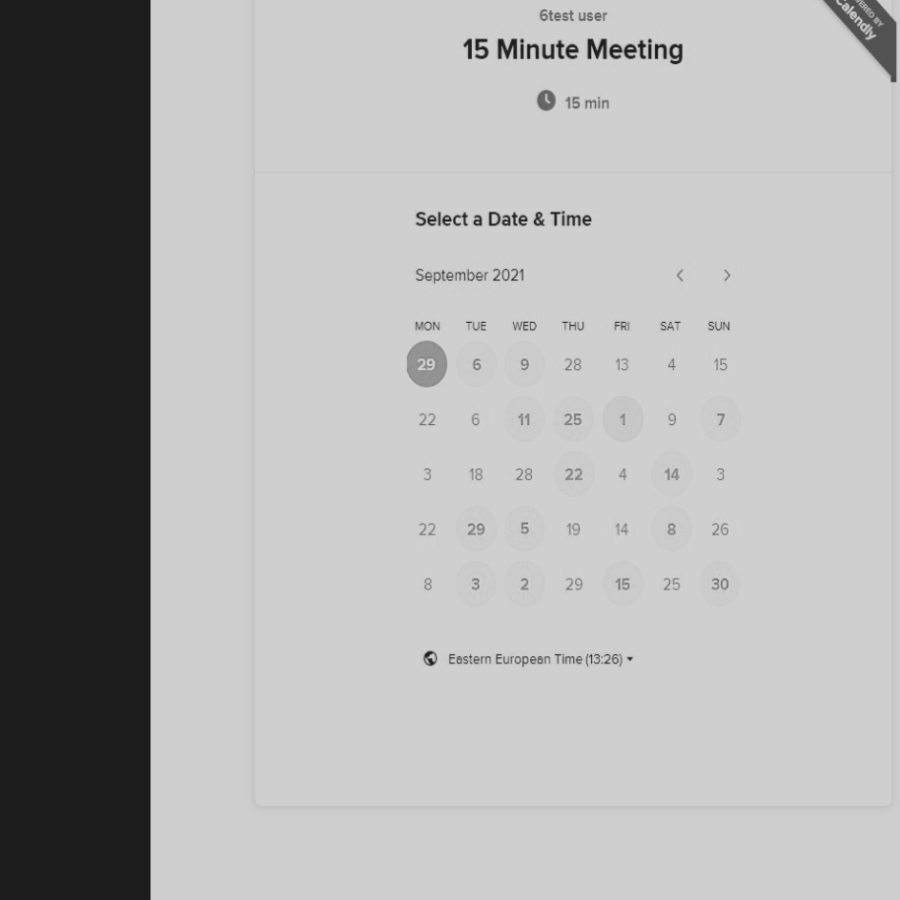 6test user
15 Minute Meeting
15 min
POWERED BY
Calendly
Select a Date & Time
September 2021
MON TUE WED THU FRI SAT SUN
29 6 9 28 13 4 15
22 6 11 25 1 9 7
3 18 28 22 4 14 3
22 29 5 19 14 8 26
8 3 2 29 15 25 30
Eastern European Time (13:26)